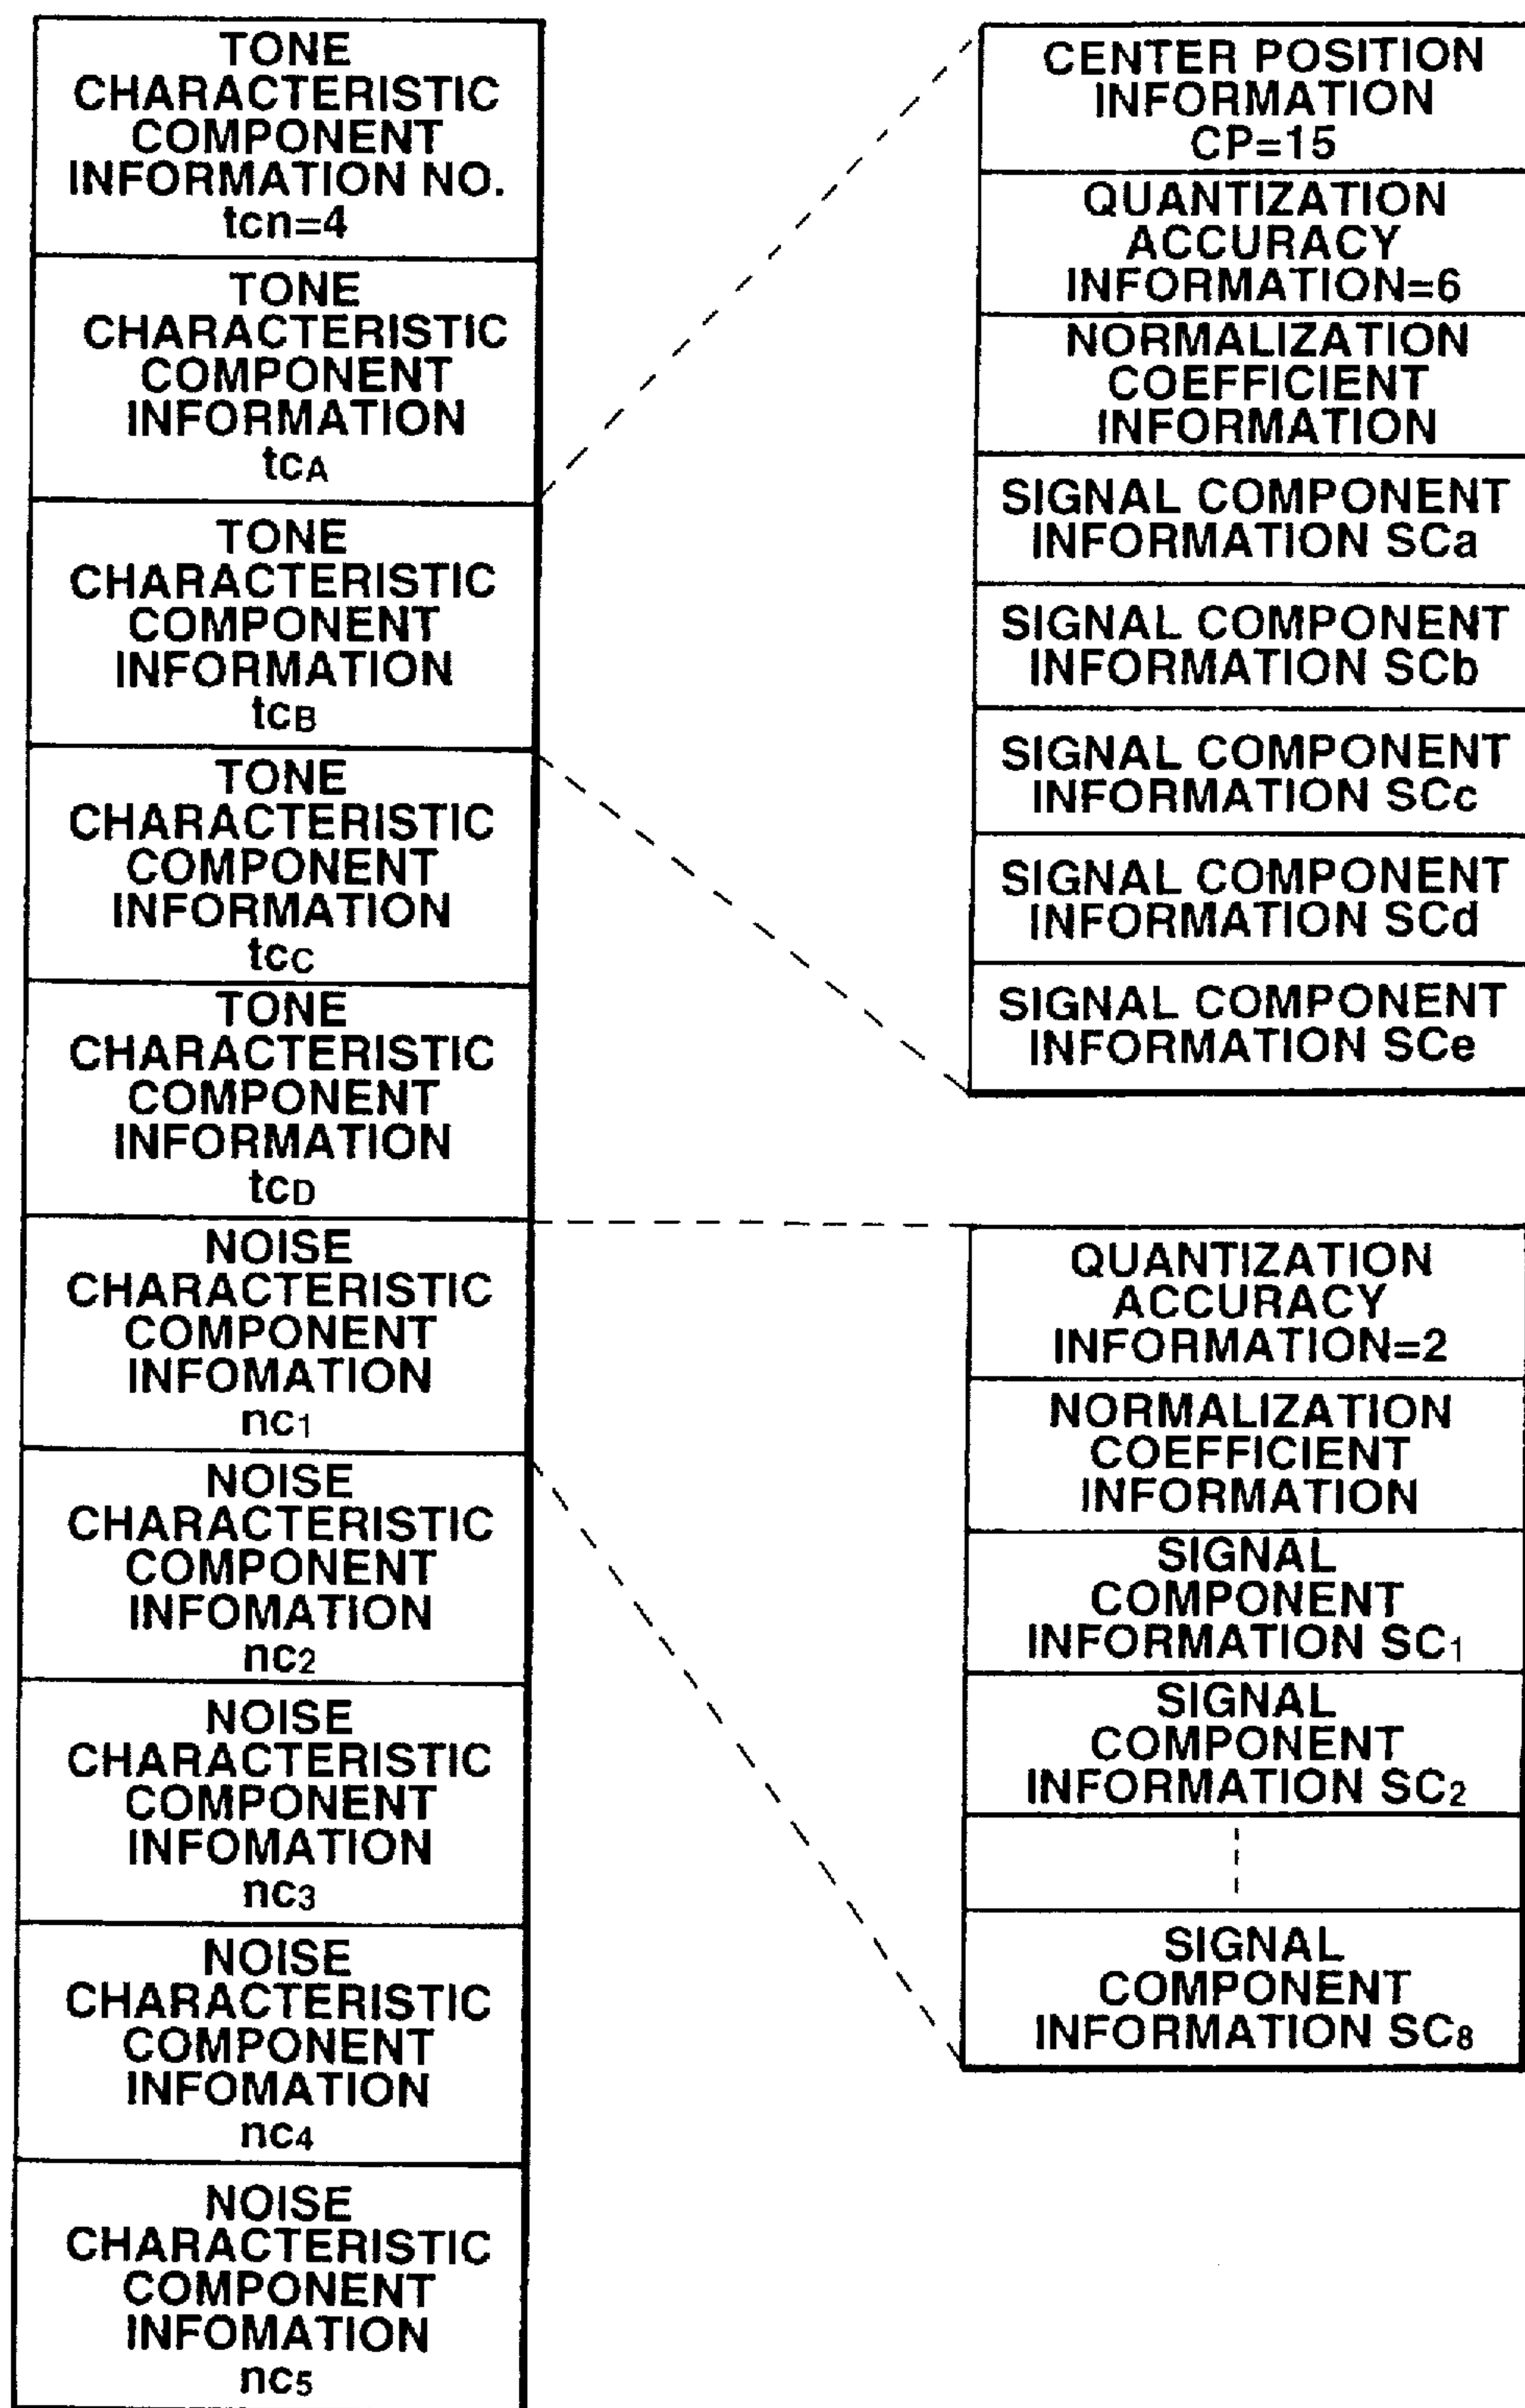 TONE
CHARACTERISTIC
COMPONENT
INFORMATION NO.
tcn=4
TONE
CHARACTERISTIC
COMPONENT
INFORMATION
tcA
TONE
CHARACTERISTIC
COMPONENT
INFORMATION
tcB
TONE
CHARACTERISTIC
COMPONENT
INFORMATION
tcC
TONE
CHARACTERISTIC
COMPONENT
INFORMATION
tcD
NOISE
CHARACTERISTIC
COMPONENT
INFOMATION
nc1
NOISE
CHARACTERISTIC
COMPONENT
INFOMATION
nc2
NOISE
CHARACTERISTIC
COMPONENT
INFOMATION
nc3
NOISE
CHARACTERISTIC
COMPONENT
INFOMATION
nc4
NOISE
CHARACTERISTIC
COMPONENT
INFOMATION
nc5
CENTER POSITION
INFORMATION
CP=15
QUANTIZATION
ACCURACY
INFORMATION=6
NORMALIZATION
COEFFICIENT
INFORMATION
SIGNAL COMPONENT
INFORMATION SCa
SIGNAL COMPONENT
INFORMATION SCb
SIGNAL COMPONENT
INFORMATION SCc
SIGNAL COMPONENT
INFORMATION SCd
SIGNAL COMPONENT
INFORMATION SCe
QUANTIZATION
ACCURACY
INFORMATION=2
NORMALIZATION
COEFFICIENT
INFORMATION
SIGNAL
COMPONENT
INFORMATION SC1
SIGNAL
COMPONENT
INFORMATION SC2
SIGNAL
COMPONENT
INFORMATION SC8